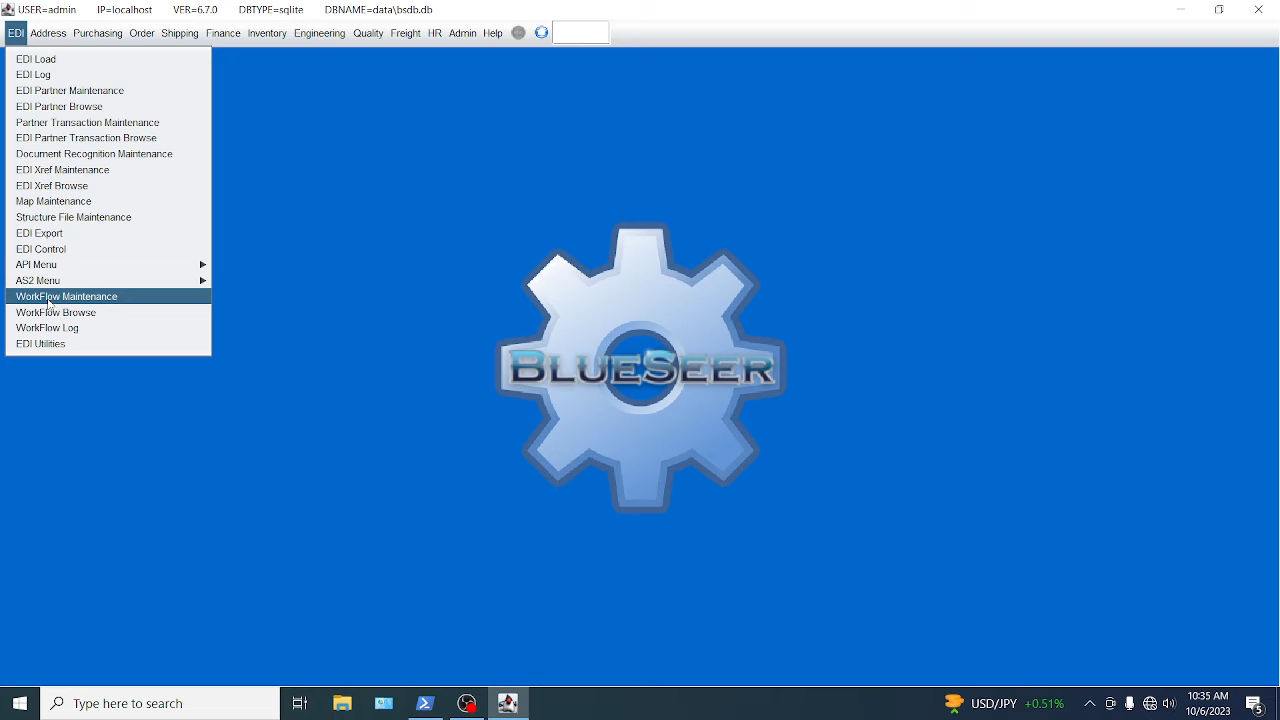 USER=admin IP=localhost VER=6.7.0 DBTYPE=sqlite DBNAME=data\bsdb.db
EDI Address Purchasing Order Shipping Finance Inventory Engineering Quality Freight HR Admin Help
EDI Load
EDI Log
EDI Partner Maintenance
EDI Partner Browse
Partner Transaction Maintenance
EDI Partner Transaction Browse
Document Recognition Maintenance
EDI Xref Maintenance
EDI Xref Browse
Map Maintenance
Structure File Maintenance
EDI Export
EDI Control
API Menu
AS2 Menu
WorkFlow Maintenance
WorkFlow Browse
WorkFlow Log
EDI Utilities
BLUESEER
Type here to search
USD/JPY +0.51%
10:35 AM
10/6/2023
5